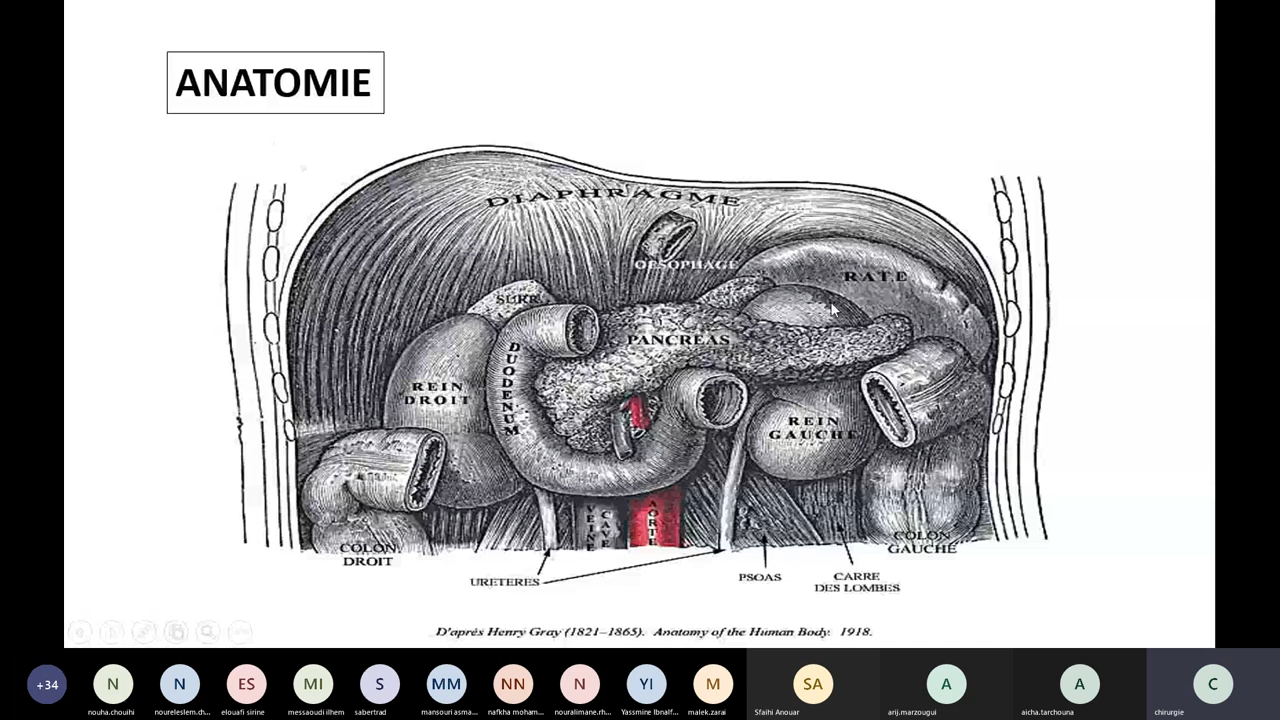 ANATOMIE
DIAPHRAGME
OESOPHAGE
RATE
SURR
PANCREAS
DUODENUM
REIN
DROIT
REIN
GAUCHE
VEINE
CAVE
AORTE
COLON
DROIT
COLON
GAUCHE
URETERES
PSOAS
CARRE
DES LOMBES
D'après Henry Gray (1821–1865). Anatomy of the Human Body. 1918.
+34
N
N
ES
MI
S
MM
NN
N
YI
M
SA
A
A
C
nouha.chouihi
noureleslem.ch...
elouafi sirine
messaoudi ilhem
sabertrad
mansouri asma...
nafkha moham...
nouralimane.rh...
Yassmine Ibnalf...
malek.zarai
Sfaihi Anouar
arij.marzougui
aicha.tarchouna
chirurgie